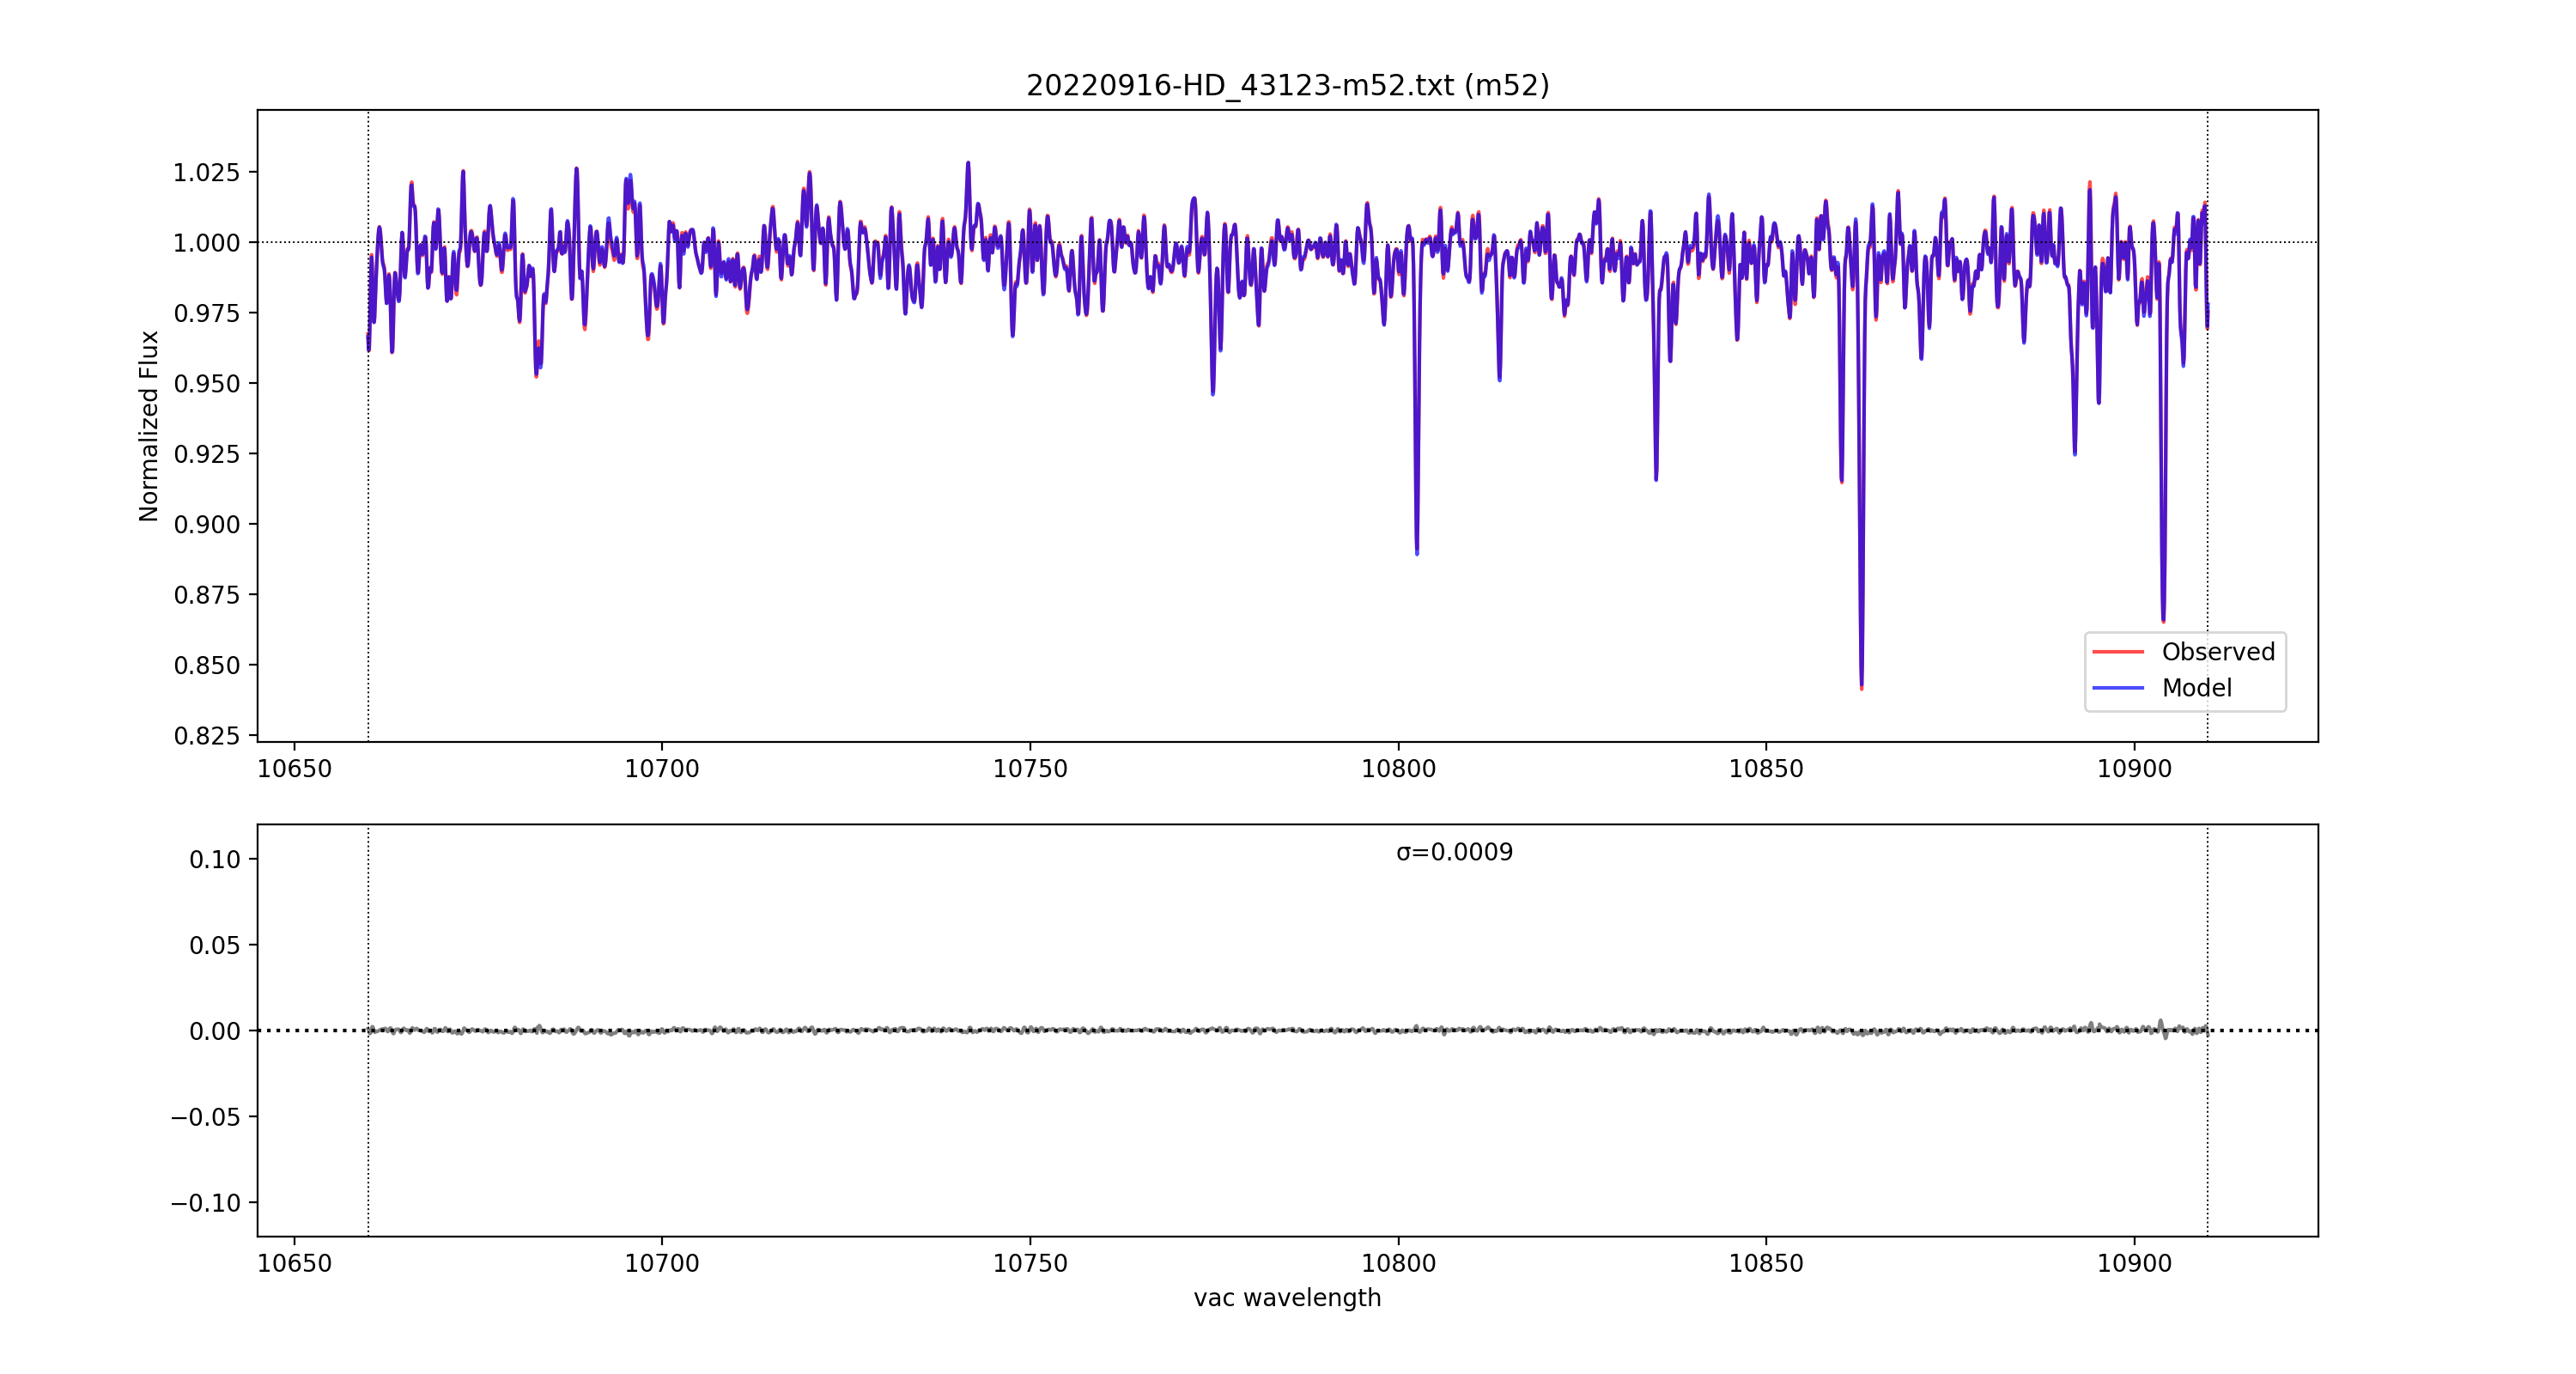 20220916-HD_43123-m52.txt (m52)
Normalized Flux
1.025
1.000
0.975
0.950
0.925
0.900
0.875
0.850
0.825
Observed
Model
10650 10700 10750 10800 10850 10900
σ=0.0009
0.10
0.05
0.00
−0.05
−0.10
10650 10700 10750 10800 10850 10900
vac wavelength